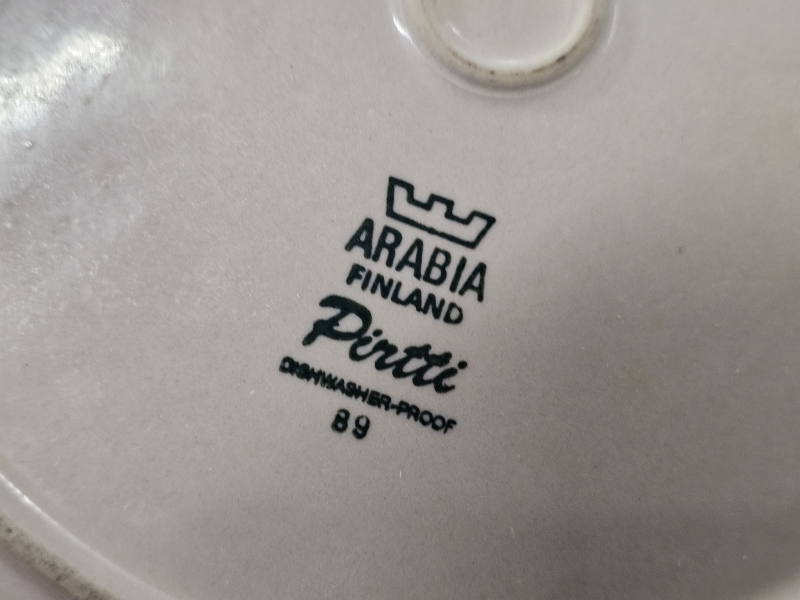 ARABIA
FINLAND
Pirtti
DISHWASHER-PROOF
89